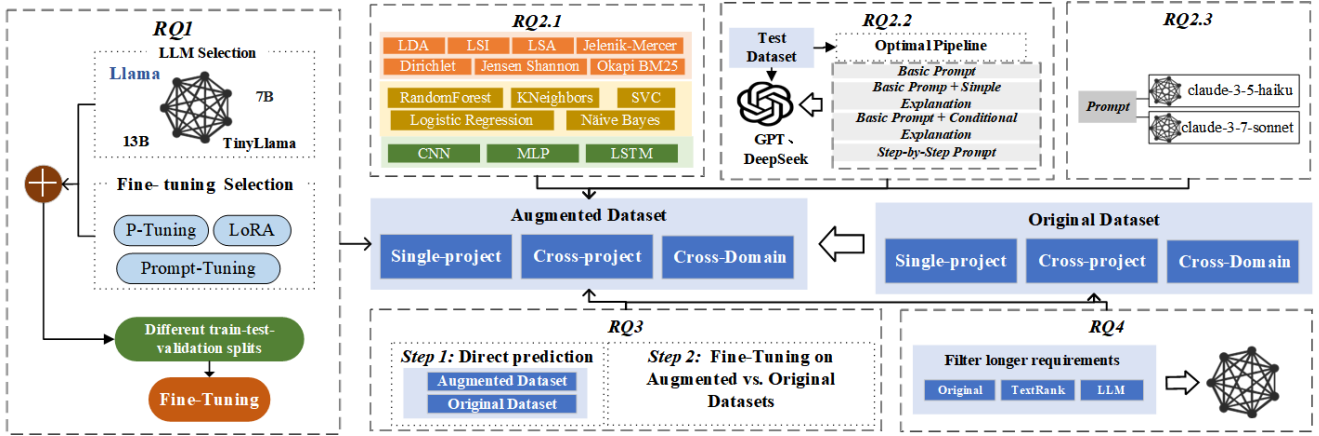 RQ1
LLM Selection
Llama
7B
13B
TinyLlama
Fine- tuning Selection
P-Tuning
LoRA
Prompt-Tuning
Different train-test-
validation splits
Fine-Tuning
RQ2.1
LDA
LSI
LSA
Jelenik-Mercer
Dirichlet
Jensen Shannon
Okapi BM25
RandomForest
KNeighbors
SVC
Logistic Regression
Näive Bayes
CNN
MLP
LSTM
RQ2.2
Test
Dataset
GPT、
DeepSeek
Optimal Pipeline
Basic Prompt
Basic Promp + Simple
Explanation
Basic Prompt + Conditional
Explanation
Step-by-Step Prompt
RQ2.3
Prompt
claude-3-5-haiku
claude-3-7-sonnet
Augmented Dataset
Single-project
Cross-project
Cross-Domain
Original Dataset
Single-project
Cross-project
Cross-Domain
RQ3
Step 1: Direct prediction
Augmented Dataset
Original Dataset
Step 2: Fine-Tuning on
Augmented vs. Original
Datasets
RQ4
Filter longer requirements
Original
TextRank
LLM